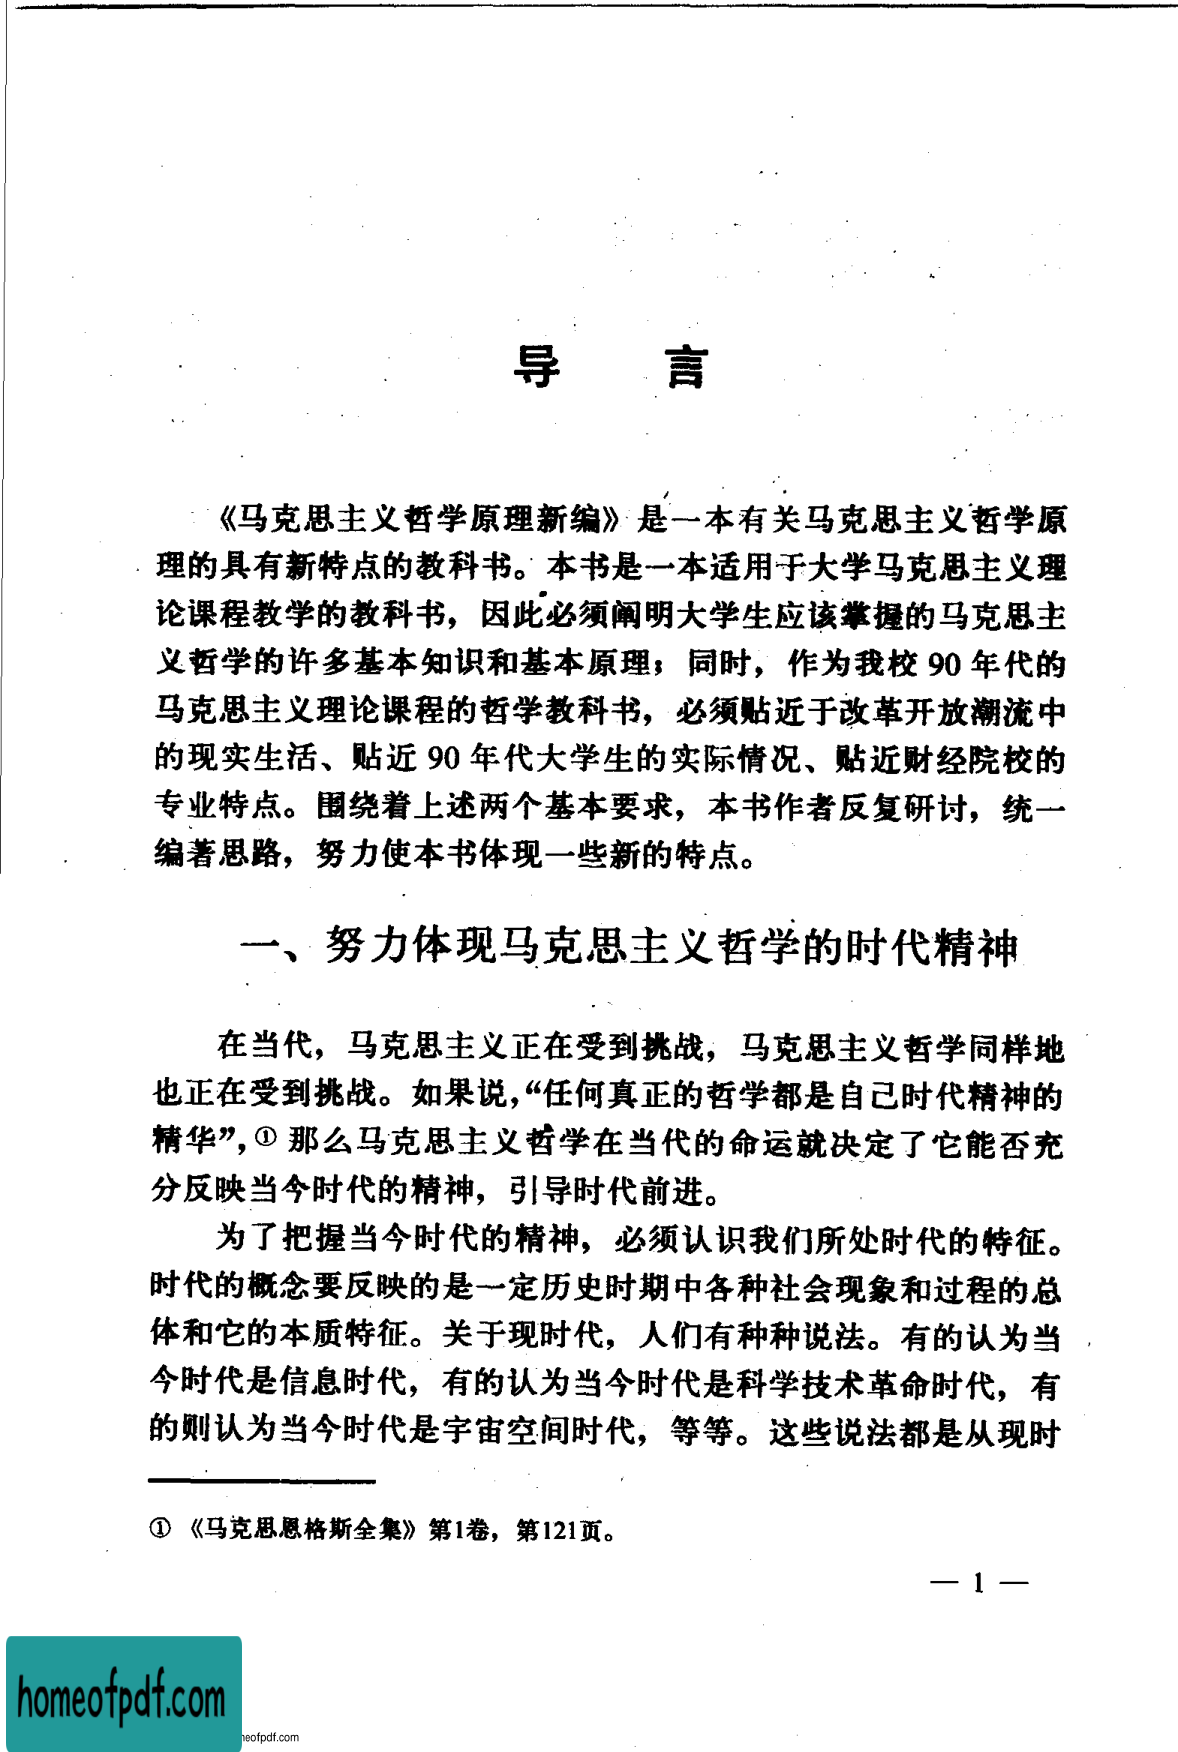 导 言
《马克思主义哲学原理新编》是一本有关马克思主义哲学原
理的具有新特点的教科书。本书是一本适用于大学马克思主义理
论课程教学的教科书，因此必须阐明大学生应该掌握的马克思主
义哲学的许多基本知识和基本原理；同时，作为我校 90 年代的
马克思主义理论课程的哲学教科书，必须贴近于改革开放潮流中
的现实生活、贴近 90 年代大学生的实际情况、贴近财经院校的
专业特点。围绕着上述两个基本要求，本书作者反复研讨，统一
编著思路，努力使本书体现一些新的特点。
一、努力体现马克思主义哲学的时代精神
在当代，马克思主义正在受到挑战，马克思主义哲学同样地
也正在受到挑战。如果说，“任何真正的哲学都是自己时代精神的
精华”，① 那么马克思主义哲学在当代的命运就决定了它能否充
分反映当今时代的精神，引导时代前进。
为了把握当今时代的精神，必须认识我们所处时代的特征。
时代的概念要反映的是一定历史时期中各种社会现象和过程的总
体和它的本质特征。关于现时代，人们有种种说法。有的认为当
今时代是信息时代，有的认为当今时代是科学技术革命时代，有
的则认为当今时代是宇宙空间时代，等等。这些说法都是从现时
① 《马克思恩格斯全集》第1卷，第121页。
— 1 —
homeofpdf.com
neofpdf.com